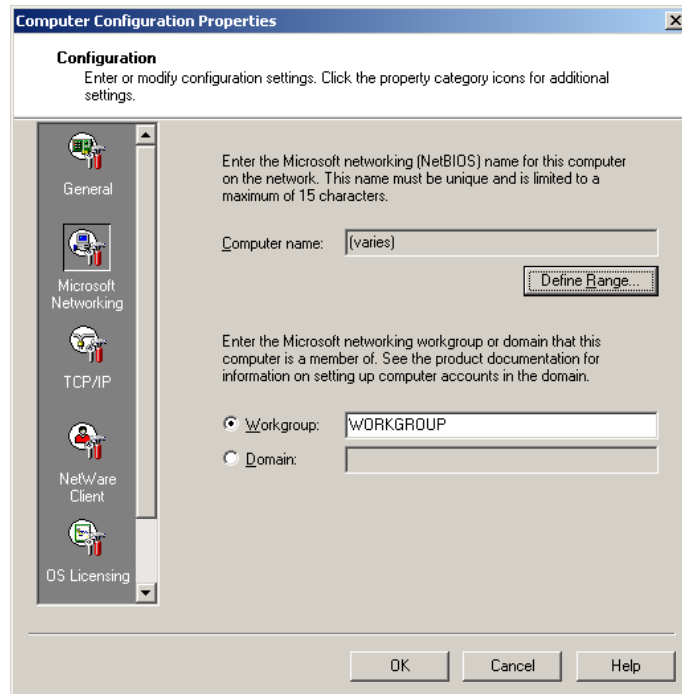 Computer Configuration Properties
Configuration
Enter or modify configuration settings. Click the property category icons for additional
settings.
General
Microsoft
Networking
TCP/IP
NetWare
Client
OS Licensing
Enter the Microsoft networking (NetBIOS) name for this computer
on the network. This name must be unique and is limited to a
maximum of 15 characters.
Computer name: (varies)
Define Range...
Enter the Microsoft networking workgroup or domain that this
computer is a member of. See the product documentation for
information on setting up computer accounts in the domain.
Workgroup: WORKGROUP
Domain:
OK Cancel Help